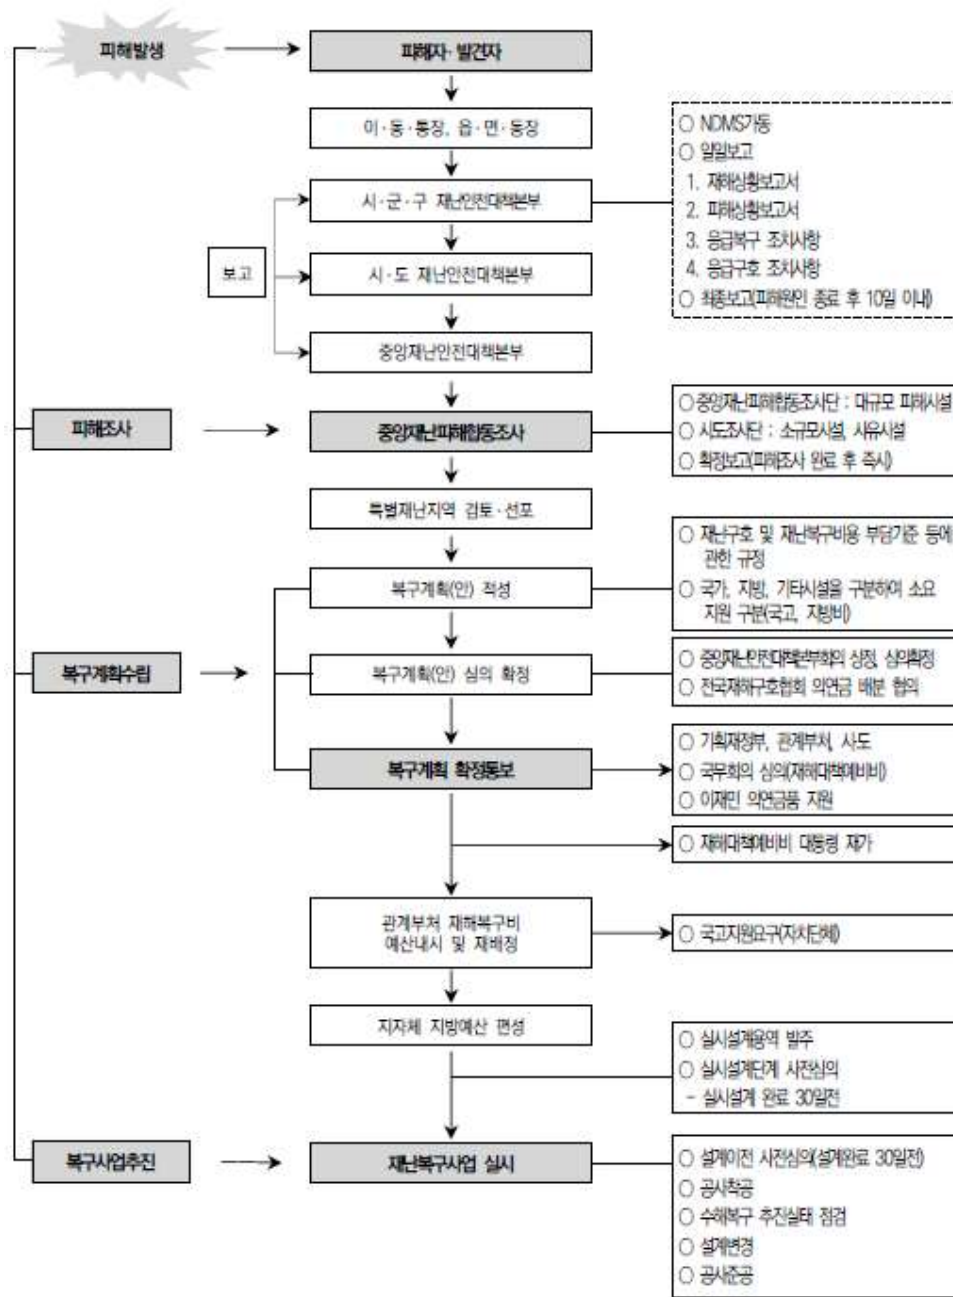 피해발생
피해자·발견자
이·동·통장, 읍·면·동장
시·군·구 재난안전대책본부
○ NDMS가동
○ 일일보고
1. 재해상황보고서
2. 피해상황보고서
3. 응급복구 조치사항
4. 응급구호 조치사항
○ 최종보고(피해원인 종료 후 10일 이내)
보고
시·도 재난안전대책본부
중앙재난안전대책본부
피해조사
중앙재난피해합동조사
○ 중앙재난피해합동조사단 : 대규모 피해시설
○ 시도조사단 : 소규모시설, 사유시설
○ 확정보고(피해조사 완료 후 즉시)
특별재난지역 검토·선포
복구계획(안) 작성
○ 재난구호 및 재난복구비용 부담기준 등에
관한 규정
○ 국가, 지방, 기타시설을 구분하여 소요
지원 구분(국고, 지방비)
복구계획수립
복구계획(안) 심의 확정
○ 중앙재난안전대책본부회의 상정, 심의확정
○ 전국재해구호협회 의연금 배분 협의
복구계획 확정통보
○ 기획재정부, 관계부처, 시도
○ 국무회의 심의(재해대책예비비)
○ 이재민 의연금품 지원
○ 재해대책예비비 대통령 재가
관계부처 재해복구비
예산내시 및 재배정
○ 국고지원요구(자치단체)
지자체 지방예산 편성
○ 실시설계용역 발주
○ 실시설계단계 사전심의
- 실시설계 완료 30일전
복구사업추진
재난복구사업 실시
○ 설계이전 사전심의(설계완료 30일전)
○ 공사착공
○ 수해복구 추진실태 점검
○ 설계변경
○ 공사준공